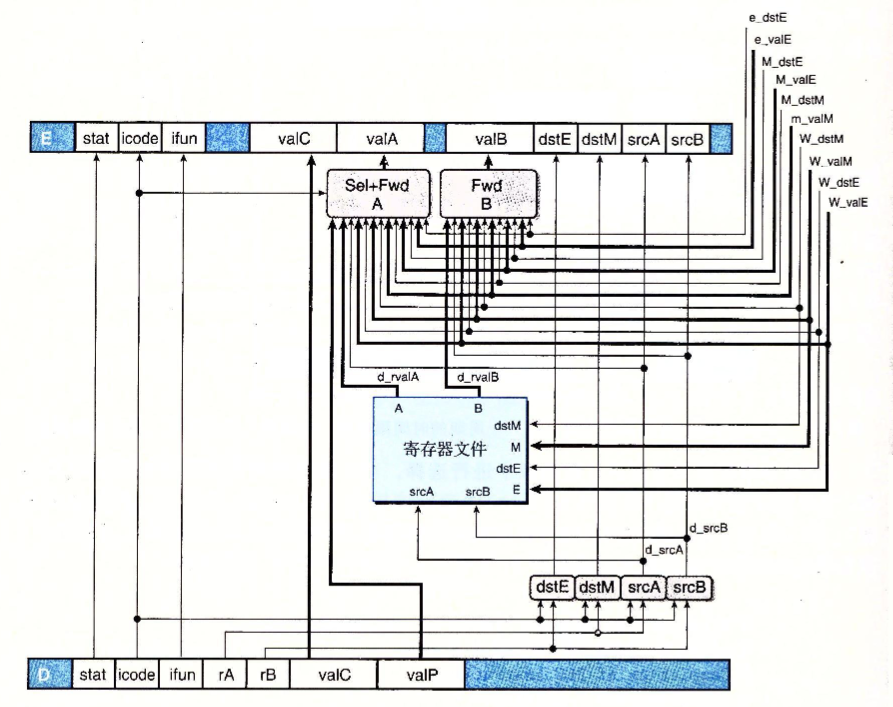 e_dstE
e_valE
M_dstE
M_valE
M_dstM
m_valM
W_dstM
W_valM
W_dstE
W_valE
E stat icode ifun valC valA valB dstE dstM srcA srcB
Sel+Fwd
A
Fwd
B
d_rvalA d_rvalB
A B
dstM
寄存器文件 M
dstE
srcA srcB E
d_srcB
d_srcA
dstE dstM srcA srcB
D stat icode ifun rA rB valC valP